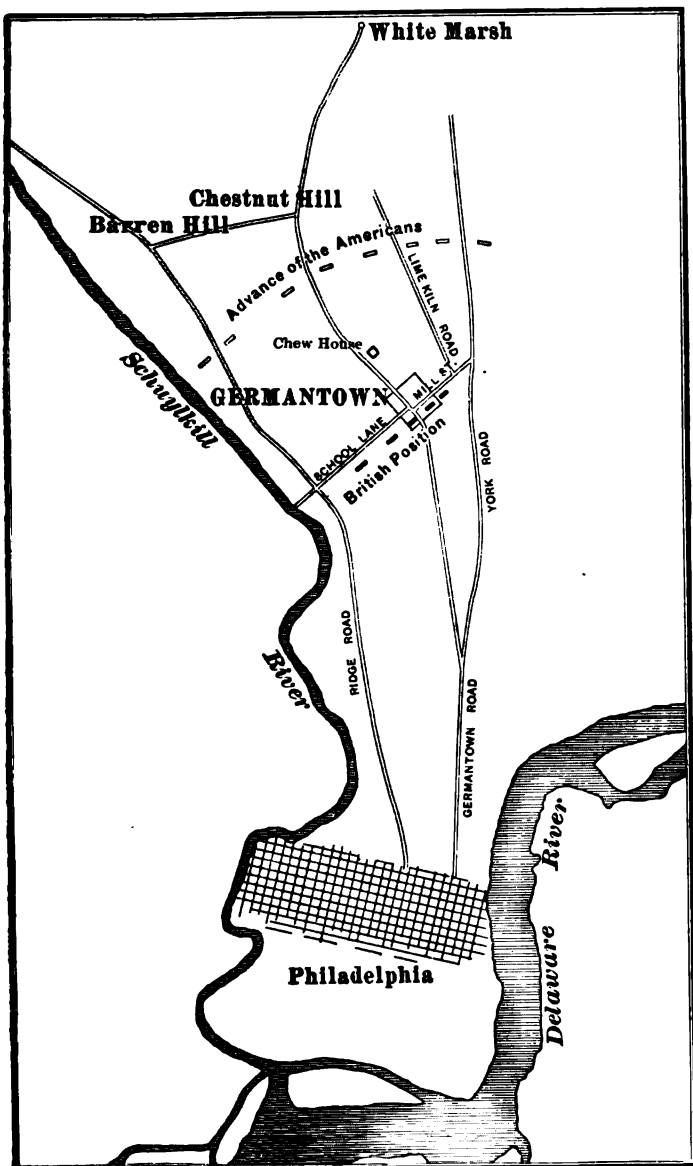 White Marsh
Chestnut Hill
Barren Hill
Advance of the Americans
LIME KILN ROAD
Chew House
Schuylkill
GERMANTOWN
MILL ST.
SCHOOL LANE
British Position
YORK ROAD
RIDGE ROAD
River
GERMANTOWN ROAD
River
Philadelphia
Delaware